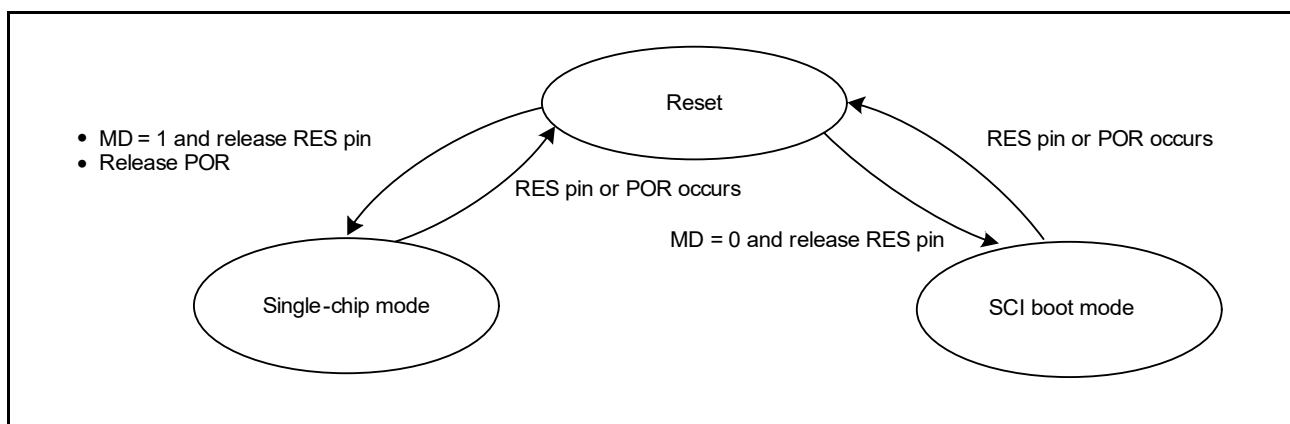 Reset
• MD = 1 and release RES pin
• Release POR
RES pin or POR occurs
RES pin or POR occurs
MD = 0 and release RES pin
Single-chip mode
SCI boot mode